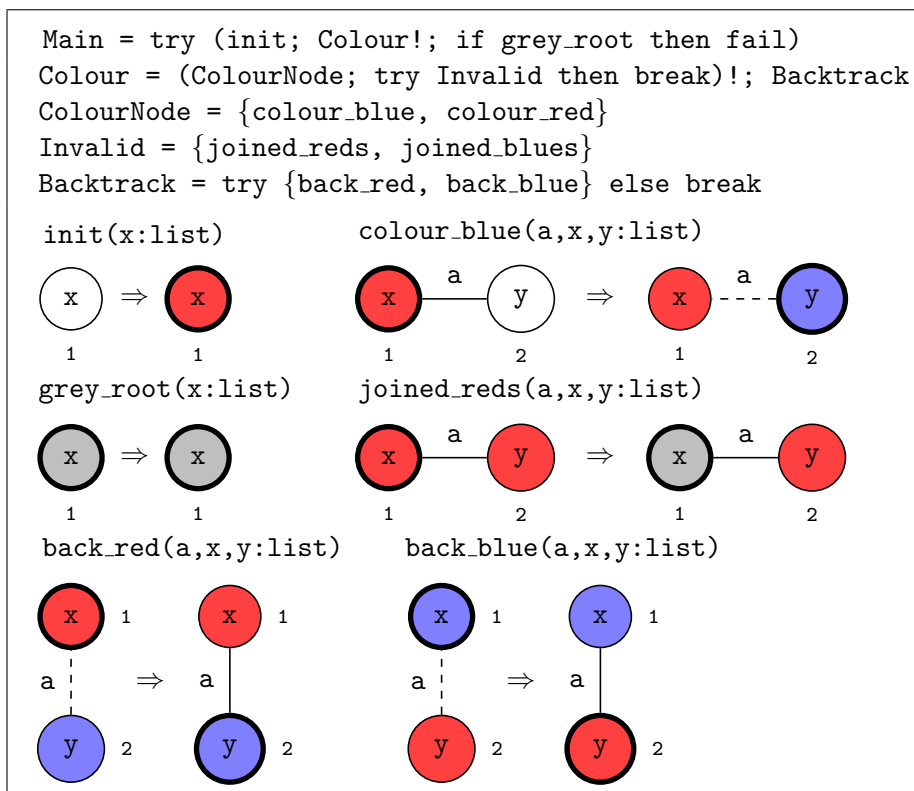 Main = try (init; Colour!; if grey_root then fail)
Colour = (ColourNode; try Invalid then break)!; Backtrack
ColourNode = {colour_blue, colour_red}
Invalid = {joined_reds, joined_blues}
Backtrack = try {back_red, back_blue} else break
init(x:list) colour_blue(a,x,y:list)
x ⇒ x x a y ⇒ x a y
1 1 1 2 1 2
grey_root(x:list) joined_reds(a,x,y:list)
x ⇒ x x a y ⇒ x a y
1 1 1 2 1 2
back_red(a,x,y:list) back_blue(a,x,y:list)
x 1 x 1 x 1 x 1
a ⇒ a a ⇒ a
y 2 y 2 y 2 y 2